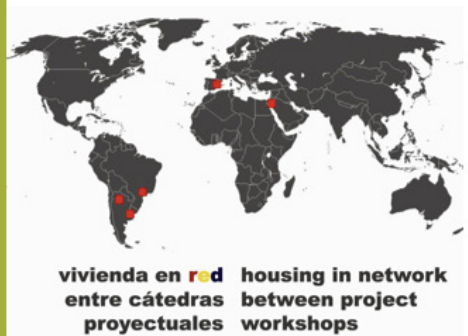 vivienda en red
entre cátedras
proyectuales
housing in network
between project
workshops